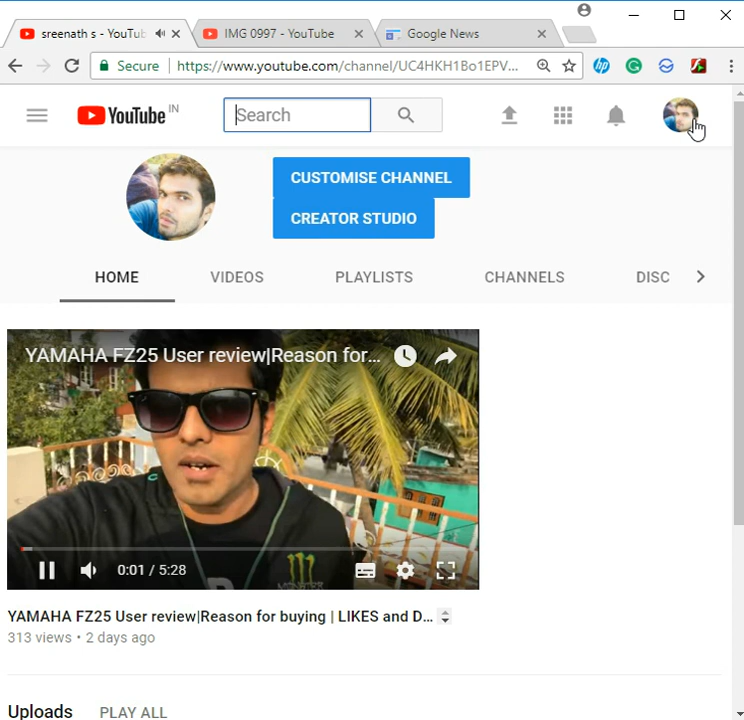 sreenath s - YouTub
IMG 0997 - YouTube
Google News
Secure
https://www.youtube.com/channel/UC4HKH1Bo1EPV...
hp
YouTube IN
Search
CUSTOMISE CHANNEL
CREATOR STUDIO
HOME
VIDEOS
PLAYLISTS
CHANNELS
DISC
YAMAHA FZ25 User review|Reason for...
MONSTER
0:01 / 5:28
YAMAHA FZ25 User review|Reason for buying | LIKES and D...
313 views • 2 days ago
Uploads
PLAY ALL